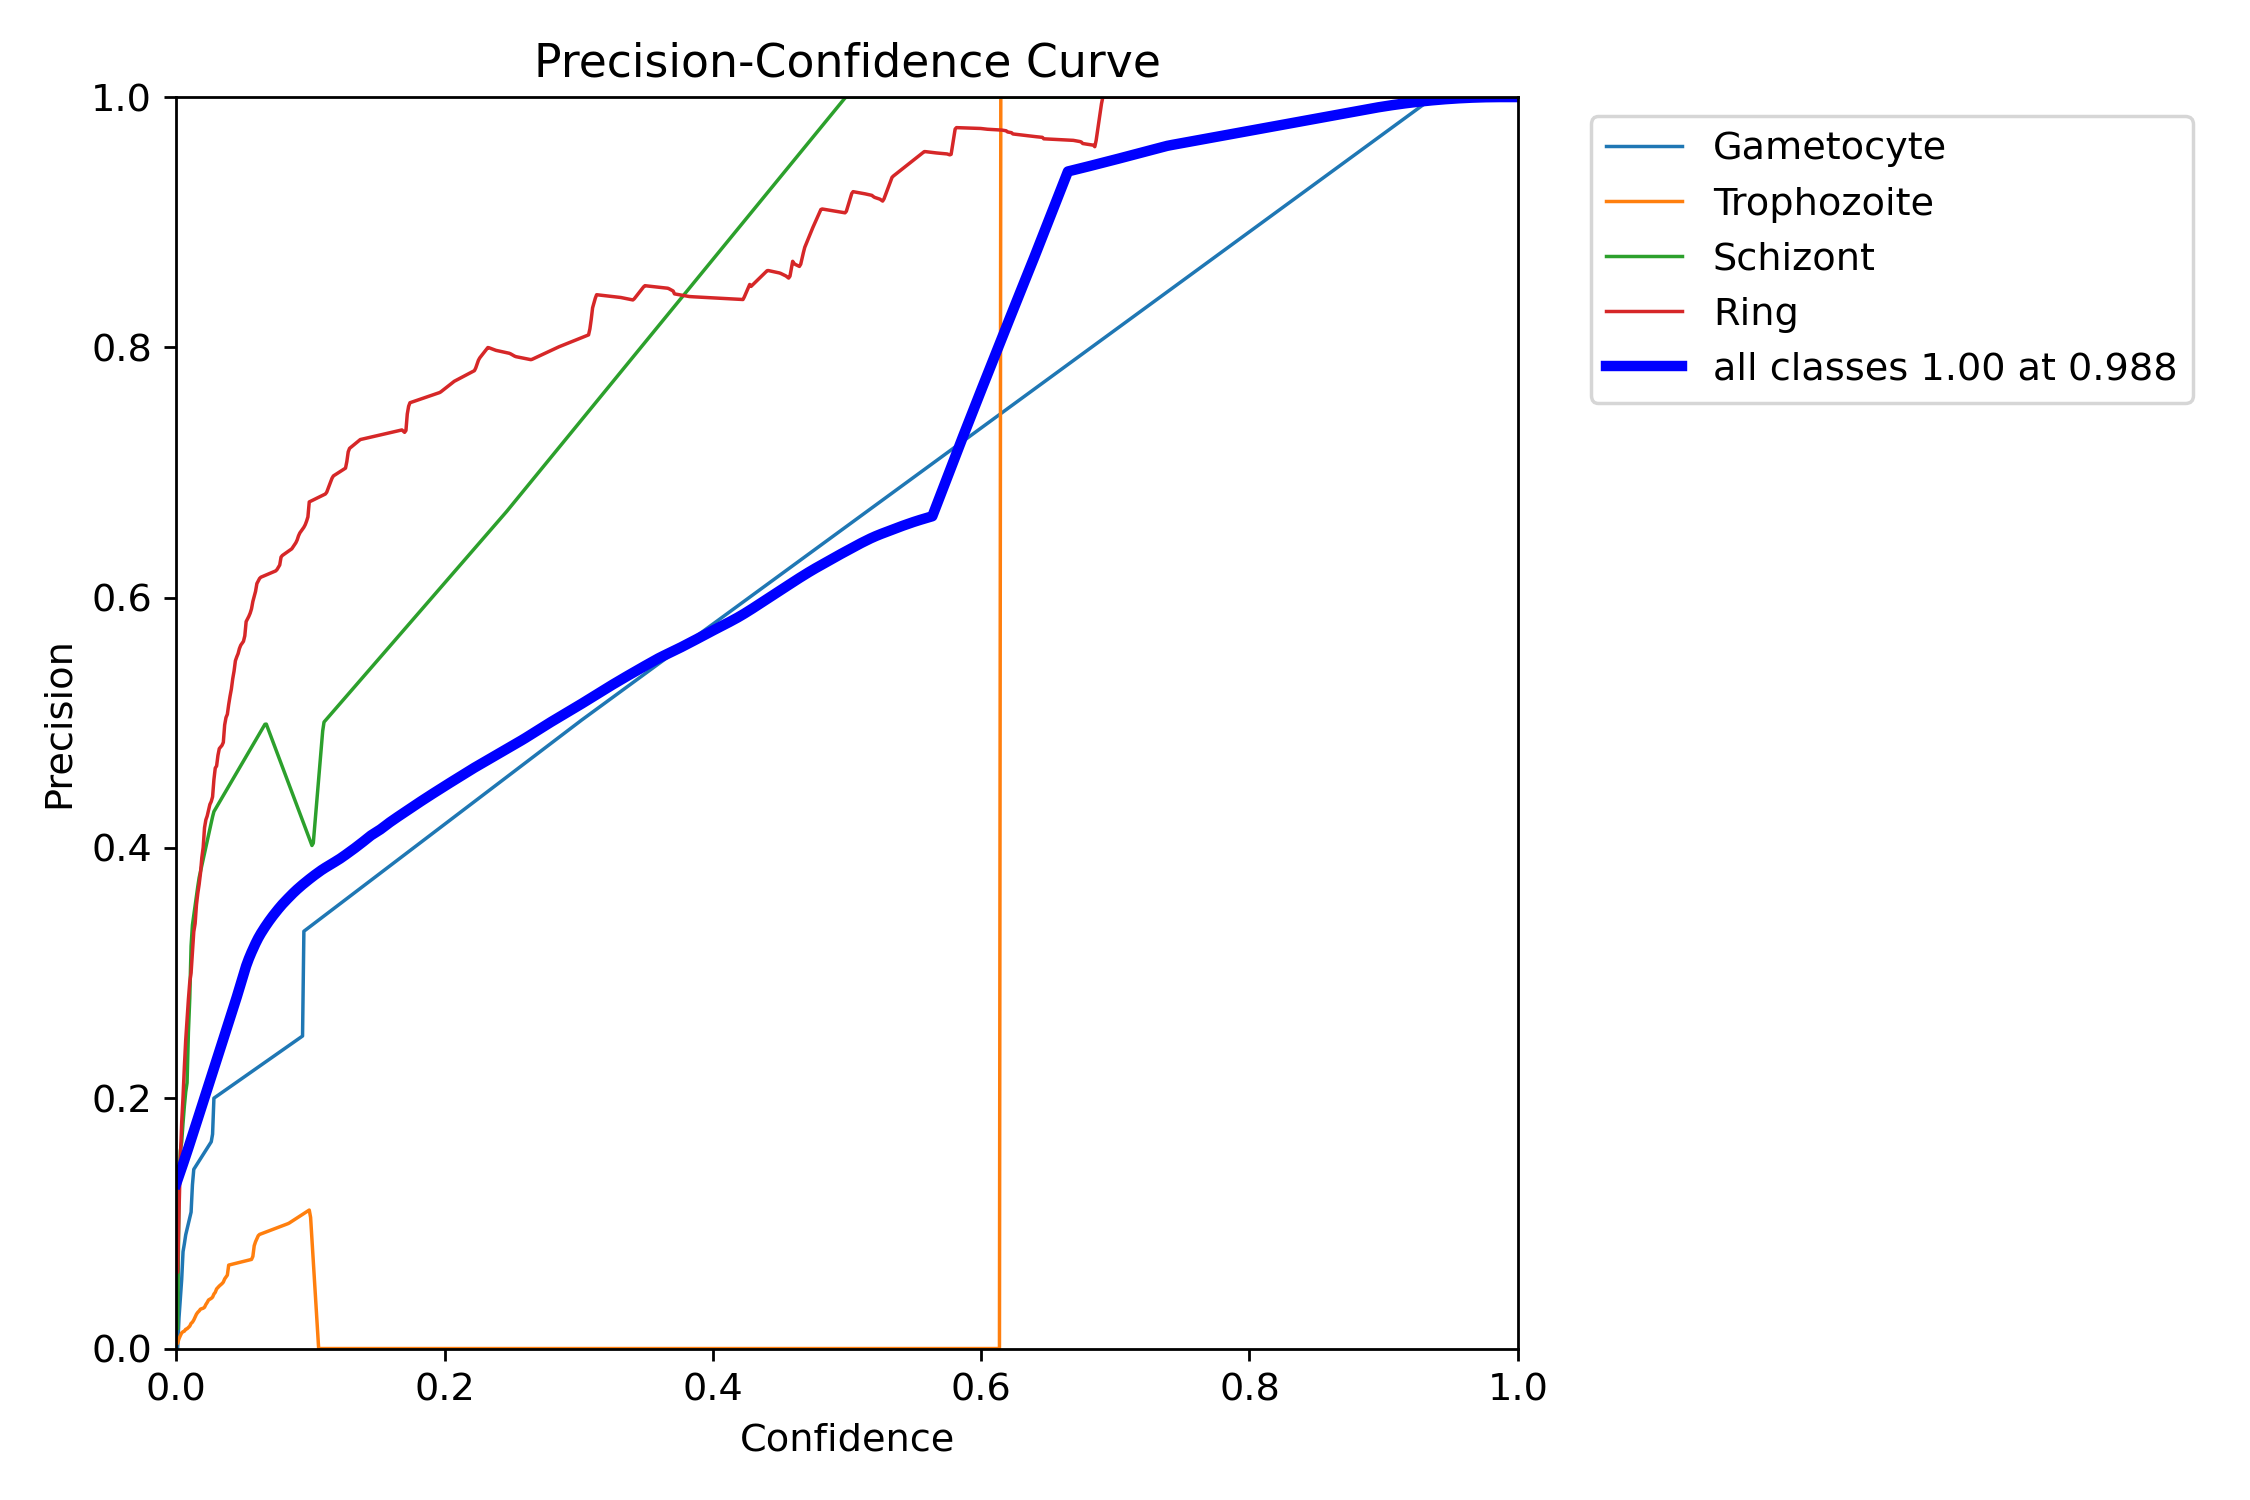 Precision-Confidence Curve
1.0
0.8
0.6
0.4
0.2
0.0
Precision
0.0 0.2 0.4 0.6 0.8 1.0
Confidence
Gametocyte
Trophozoite
Schizont
Ring
all classes 1.00 at 0.988